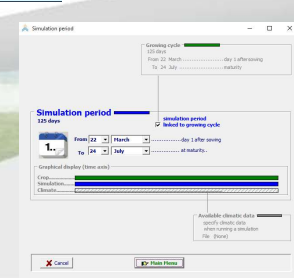 Simulation period
Growing cycle
125 days
From 22 March ........................ day 1 after sowing
To 24 July ........................ maturity
Simulation period
125 days
simulation period
linked to growing cycle
1..
From 22 March ............day 1 after sowing
To 24 July ............ at maturity..
Graphical display (time axis)
Crop
Simulation
Climatic
Available climatic data
specify climatic data
when running a simulation
File (none)
Cancel
Main Menu